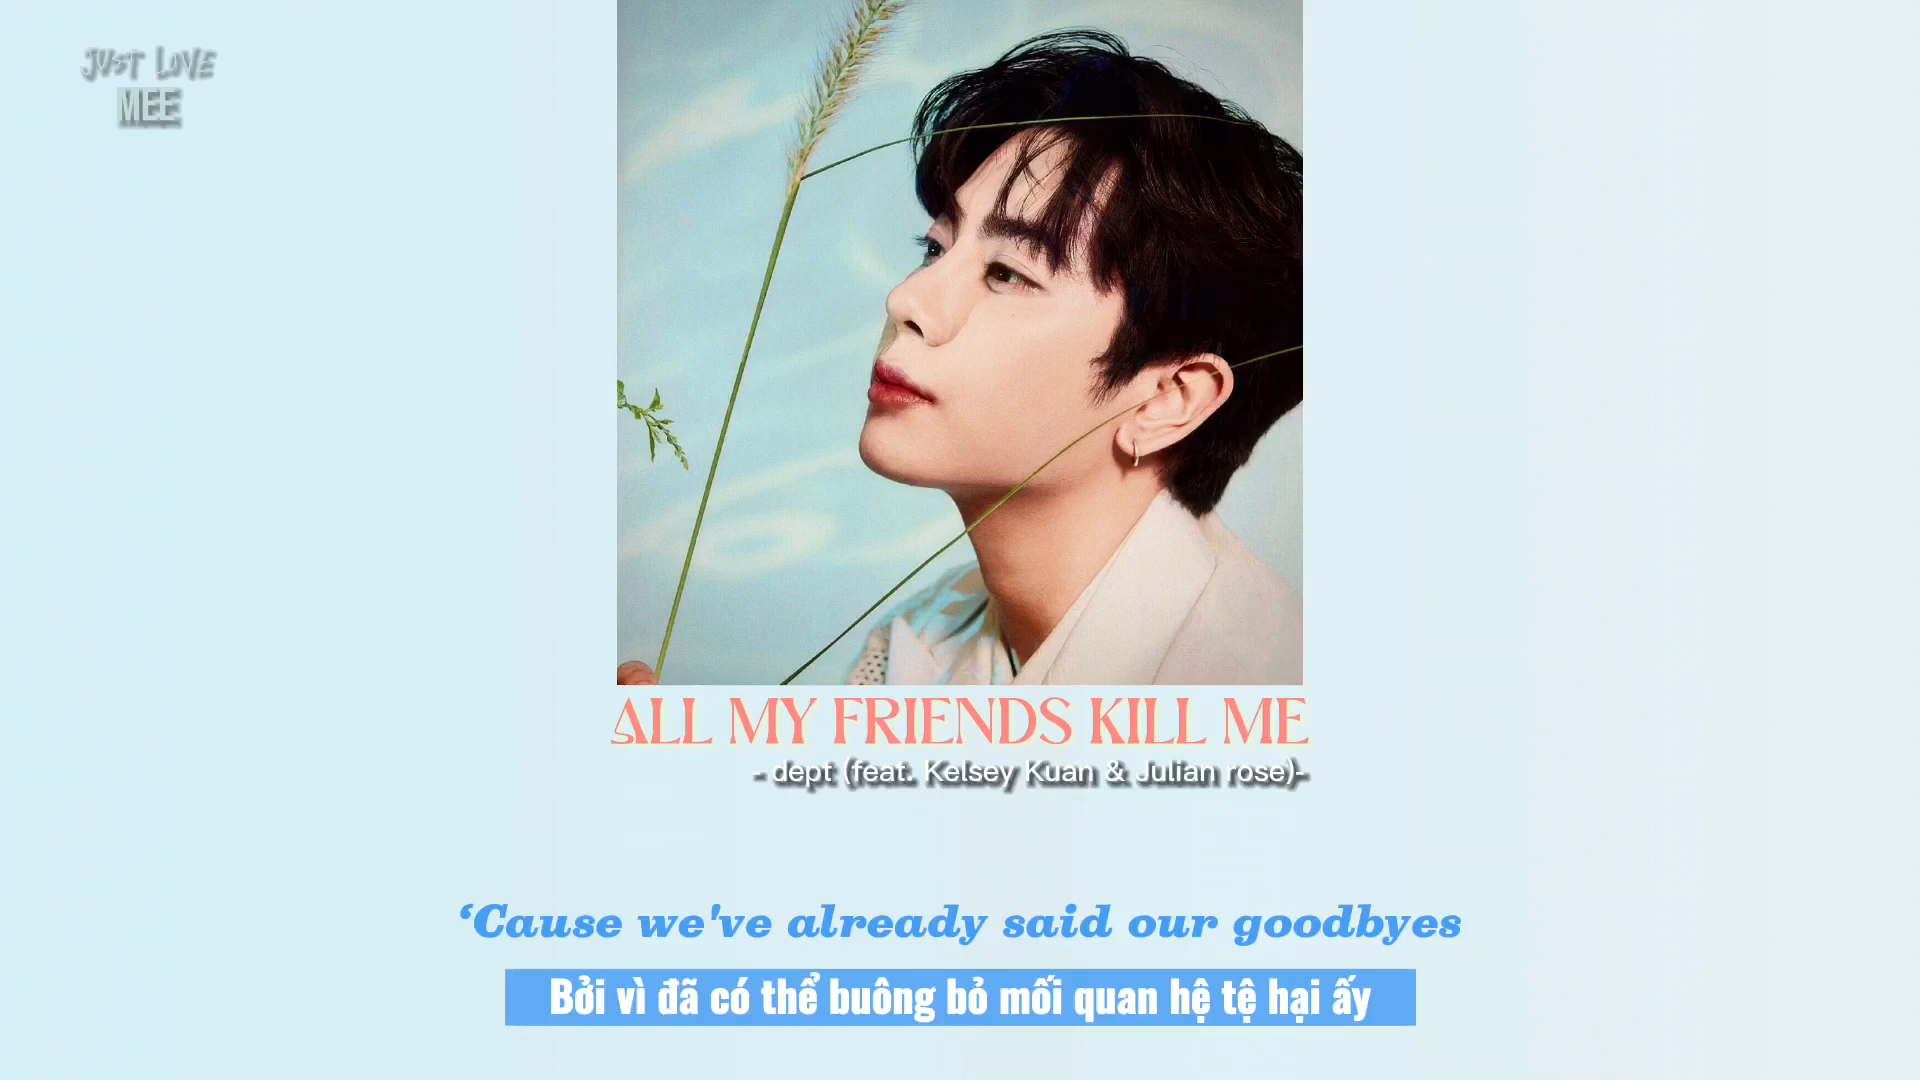 JUST LOVE
MEE
ALL MY FRIENDS KILL ME
- dept (feat. Kelsey Kuan & Julian rose)-
‘Cause we've already said our goodbyes
Bởi vì đã có thể buông bỏ mối quan hệ tệ hại ấy